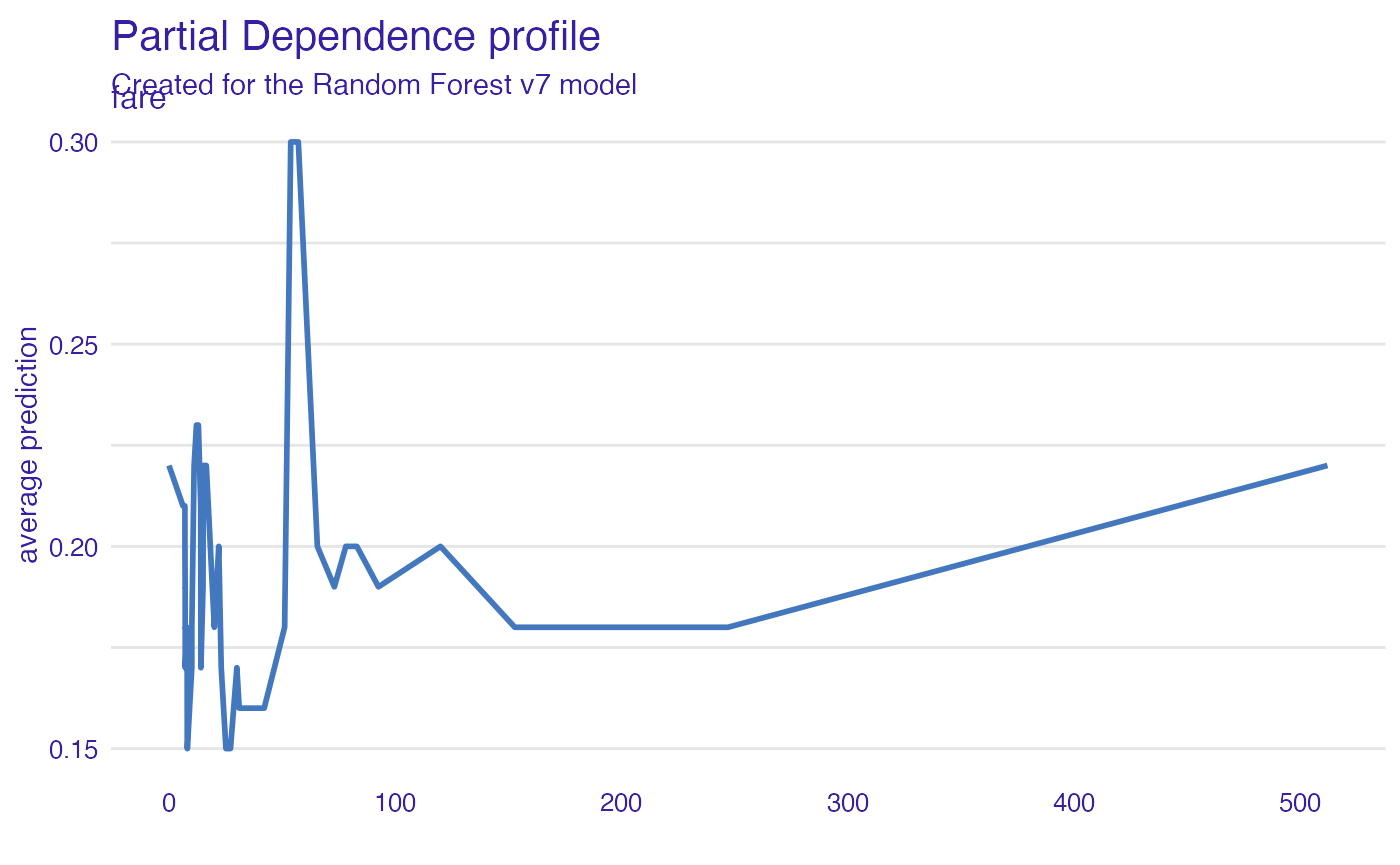 Partial Dependence profile
Created for the Random Forest v7 model
fare
average prediction
0.30
0.25
0.20
0.15
0 100 200 300 400 500